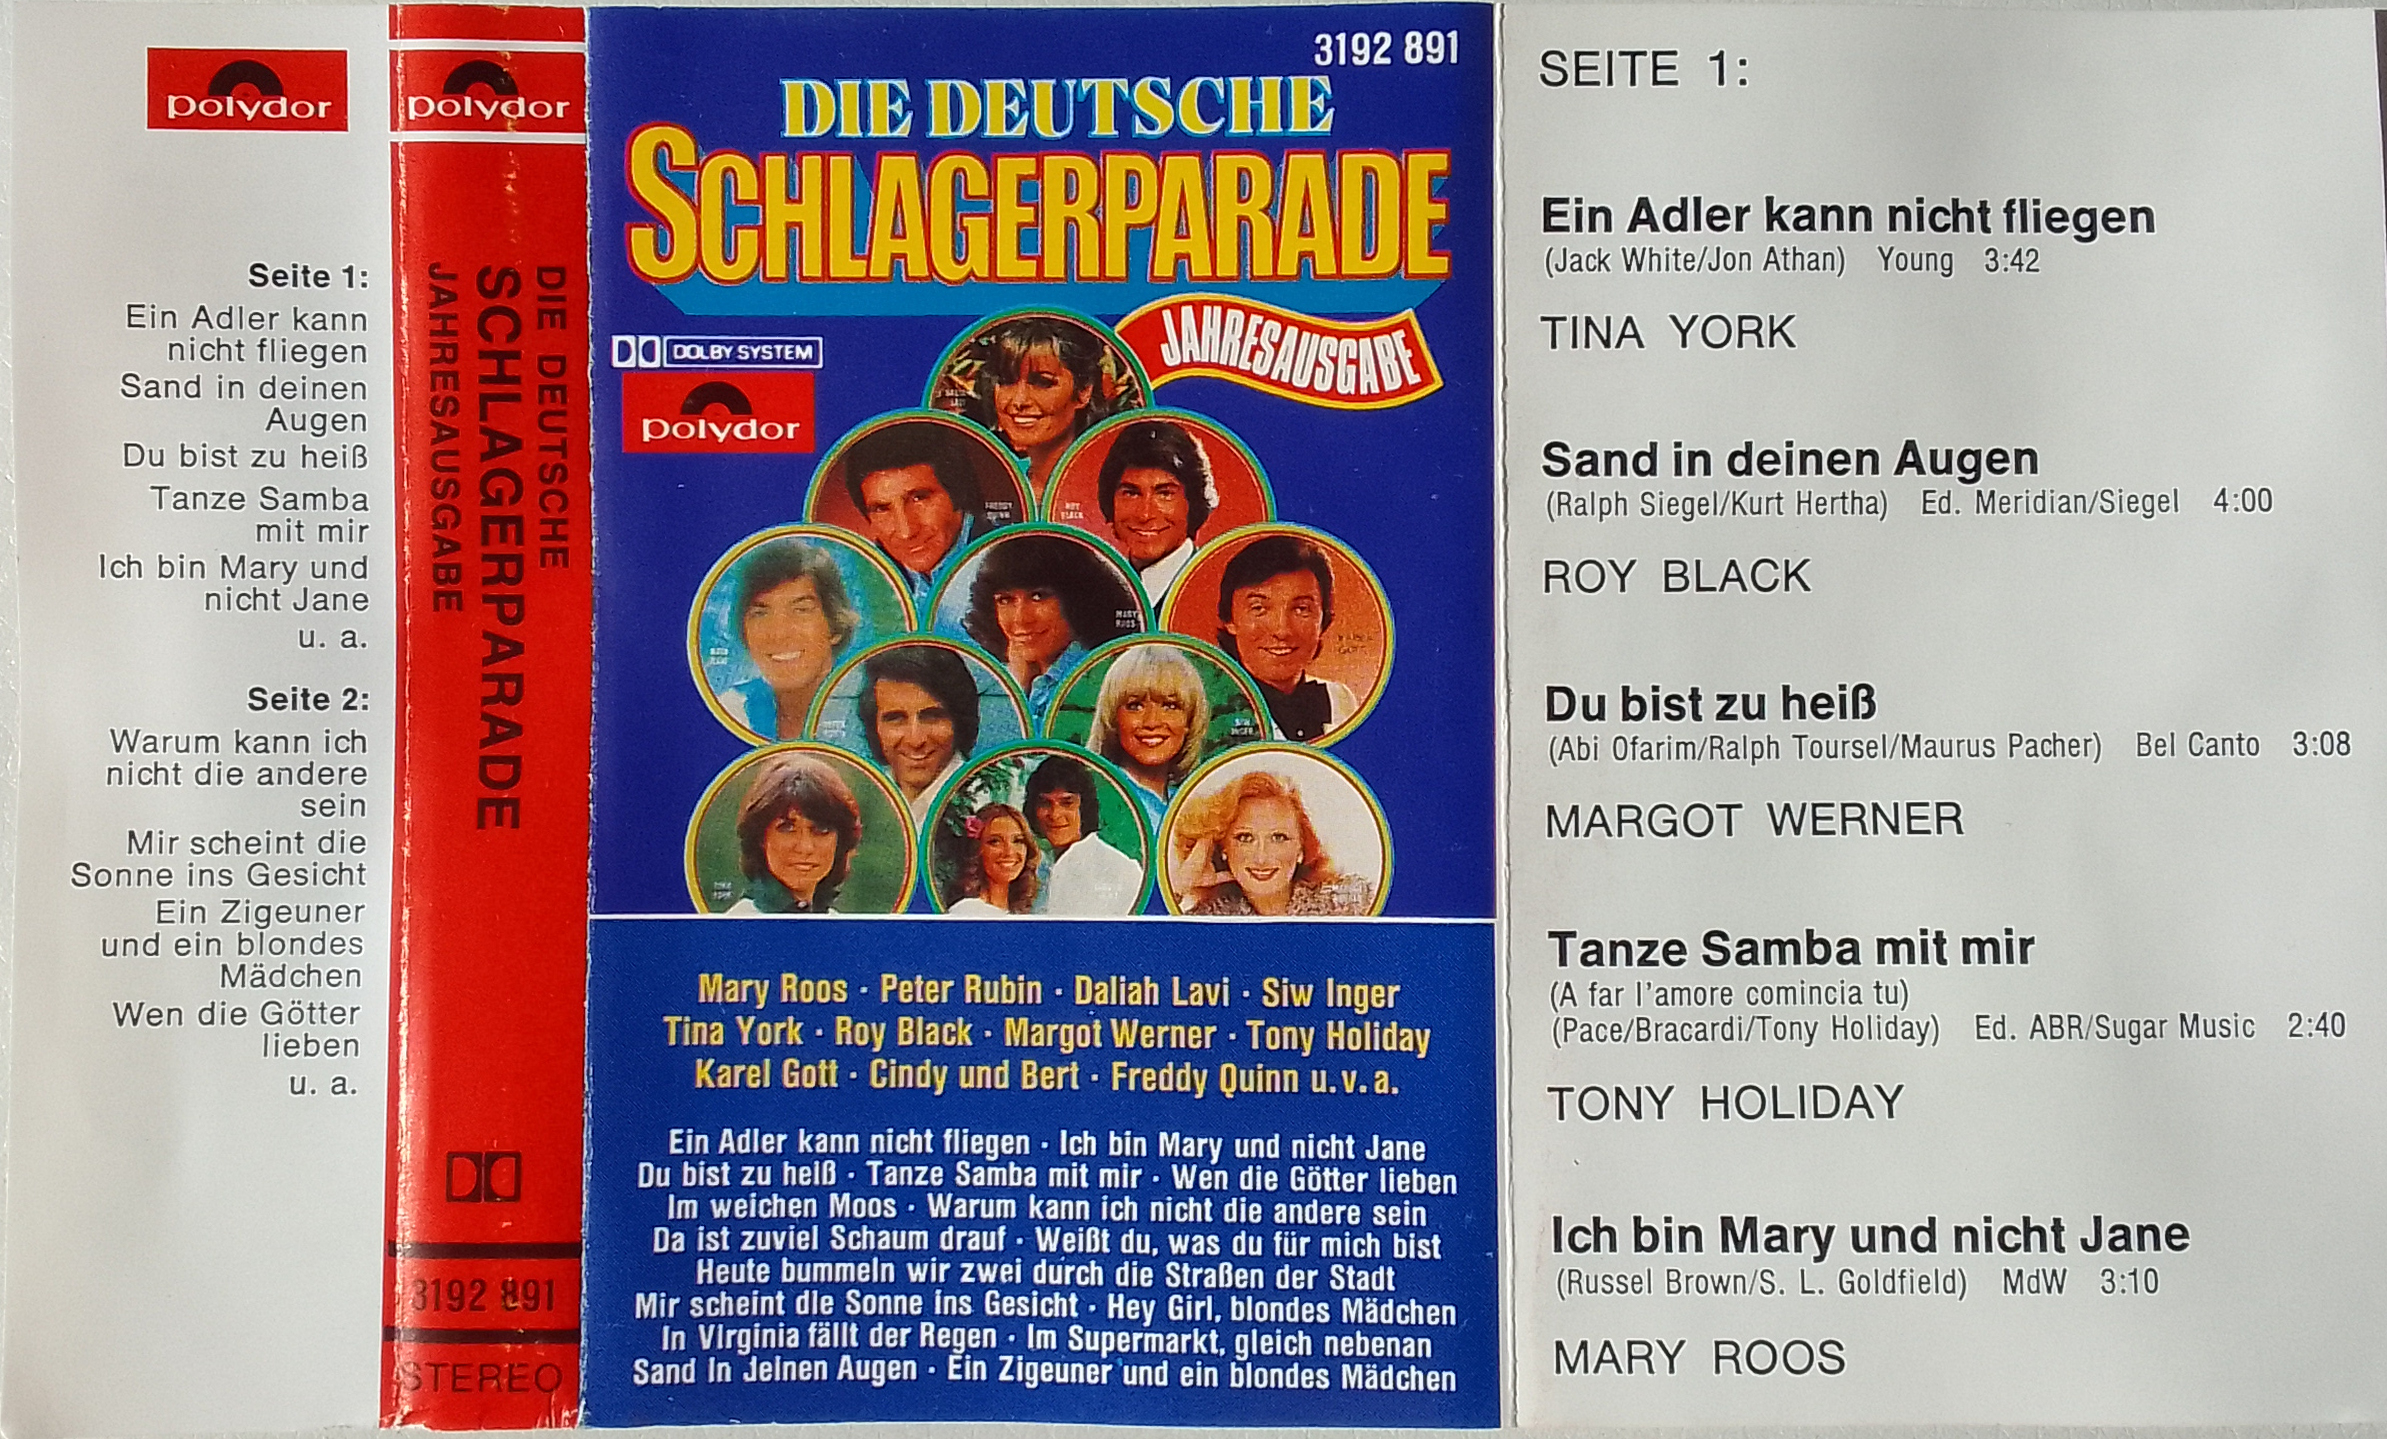 polydor
Seite 1:
Ein Adler kann
nicht fliegen
Sand in deinen
Augen
Du bist zu heiß
Tanze Samba
mit mir
Ich bin Mary und
nicht Jane
u. a.
Seite 2:
Warum kann ich
nicht die andere
sein
Mir scheint die
Sonne ins Gesicht
Ein Zigeuner
und ein blondes
Mädchen
Wen die Götter
lieben
u. a.
polydor
DIE DEUTSCHE
SCHLAGERPARADE
JAHRESAUSGABE
3192 891
STEREO
3192 891
DIE DEUTSCHE
SCHLAGERPARADE
JAHRESAUSGABE
DOLBY SYSTEM
polydor
FREDDY
QUINN
ROY
BLACK
MARY
ROOS
KAREL
GOTT
SIW
INGER
TINA
YORK
Mary Roos · Peter Rubin · Daliah Lavi · Siw Inger
Tina York · Roy Black · Margot Werner · Tony Holiday
Karel Gott · Cindy und Bert · Freddy Quinn u.v.a.
Ein Adler kann nicht fliegen · Ich bin Mary und nicht Jane
Du bist zu heiß · Tanze Samba mit mir · Wen die Götter lieben
Im weichen Moos · Warum kann ich nicht die andere sein
Da ist zuviel Schaum drauf · Weißt du, was du für mich bist
Heute bummeln wir zwei durch die Straßen der Stadt
Mir scheint die Sonne ins Gesicht · Hey Girl, blondes Mädchen
In Virginia fällt der Regen · Im Supermarkt, gleich nebenan
Sand in deinen Augen · Ein Zigeuner und ein blondes Mädchen
SEITE 1:
Ein Adler kann nicht fliegen
(Jack White/Jon Athan) Young 3:42
TINA YORK
Sand in deinen Augen
(Ralph Siegel/Kurt Hertha) Ed. Meridian/Siegel 4:00
ROY BLACK
Du bist zu heiß
(Abi Ofarim/Ralph Toursel/Maurus Pacher) Bel Canto 3:08
MARGOT WERNER
Tanze Samba mit mir
(A far l'amore comincia tu)
(Pace/Bracardi/Tony Holiday) Ed. ABR/Sugar Music 2:40
TONY HOLIDAY
Ich bin Mary und nicht Jane
(Russel Brown/S. L. Goldfield) MdW 3:10
MARY ROOS